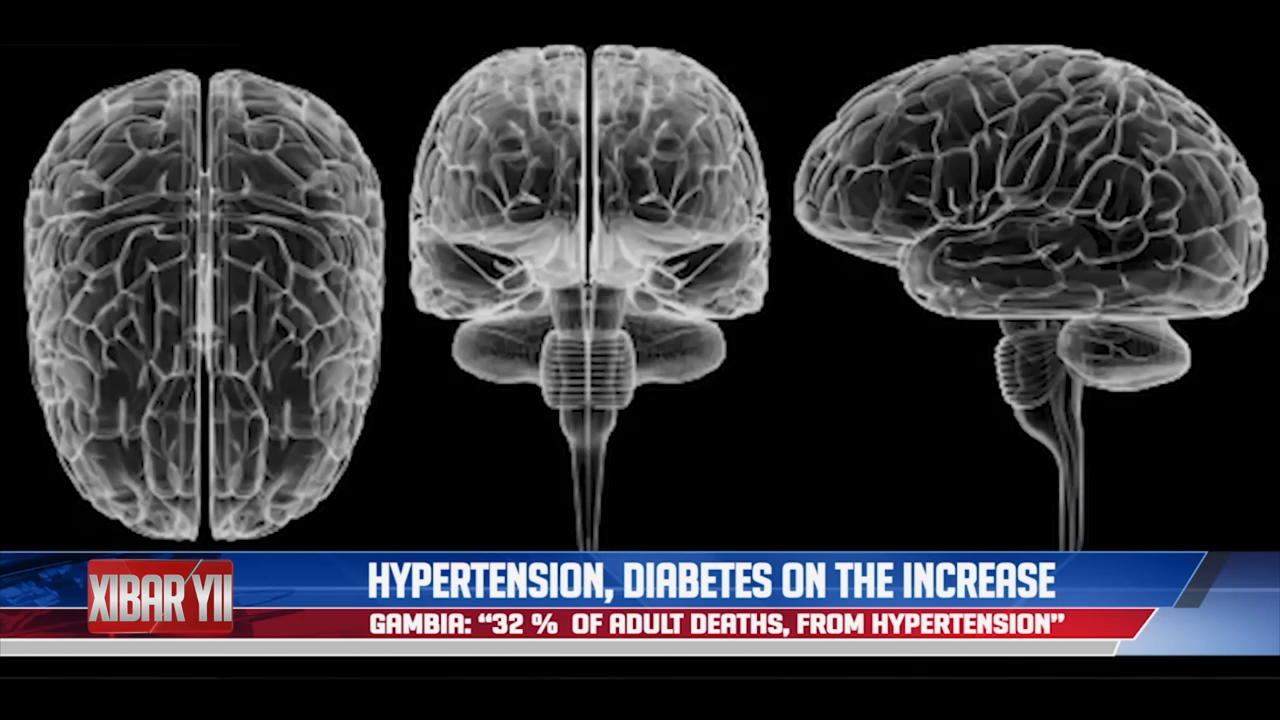 XIBAR YII
HYPERTENSION, DIABETES ON THE INCREASE
GAMBIA: “32 % OF ADULT DEATHS, FROM HYPERTENSION”